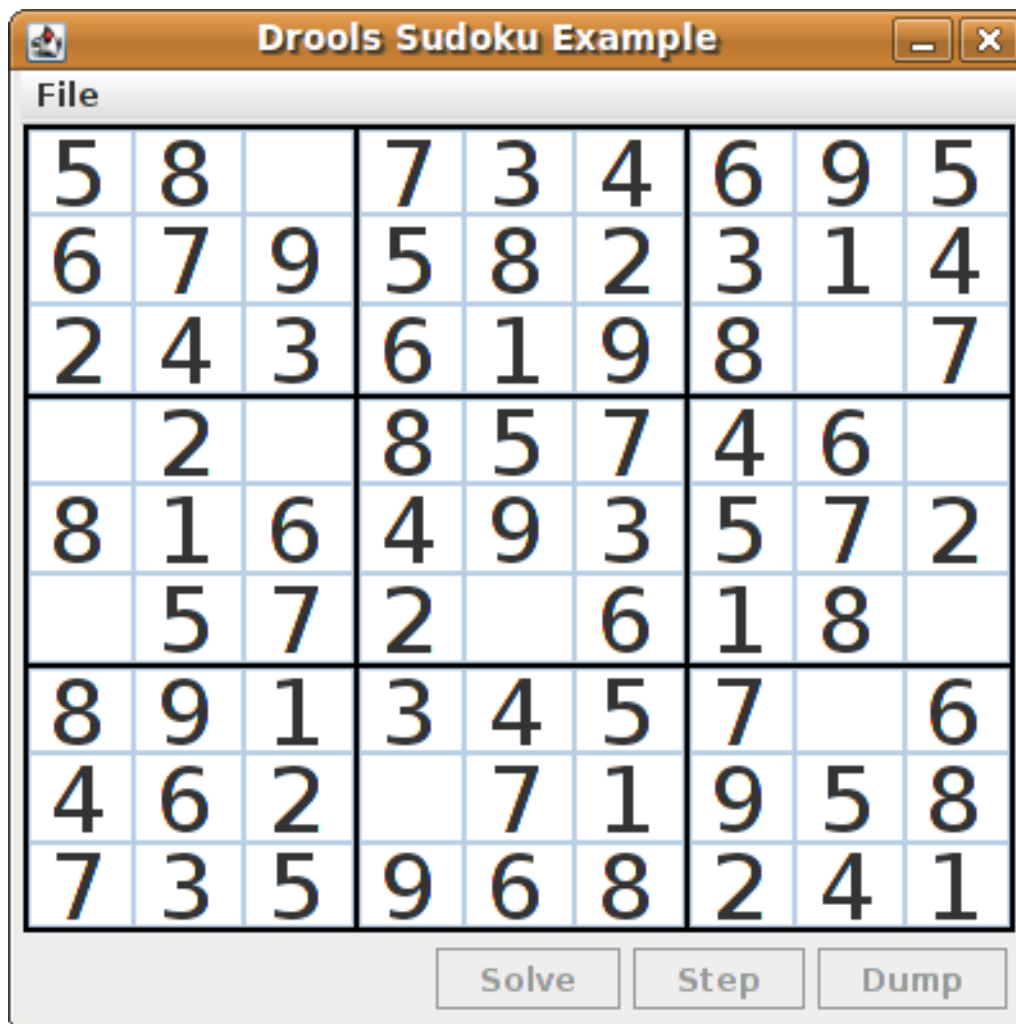 Drools Sudoku Example
File
5 8 7 3 4 6 9 5
6 7 9 5 8 2 3 1 4
2 4 3 6 1 9 8 7
2 8 5 7 4 6
8 1 6 4 9 3 5 7 2
5 7 2 6 1 8
8 9 1 3 4 5 7 6
4 6 2 7 1 9 5 8
7 3 5 9 6 8 2 4 1
Solve Step Dump